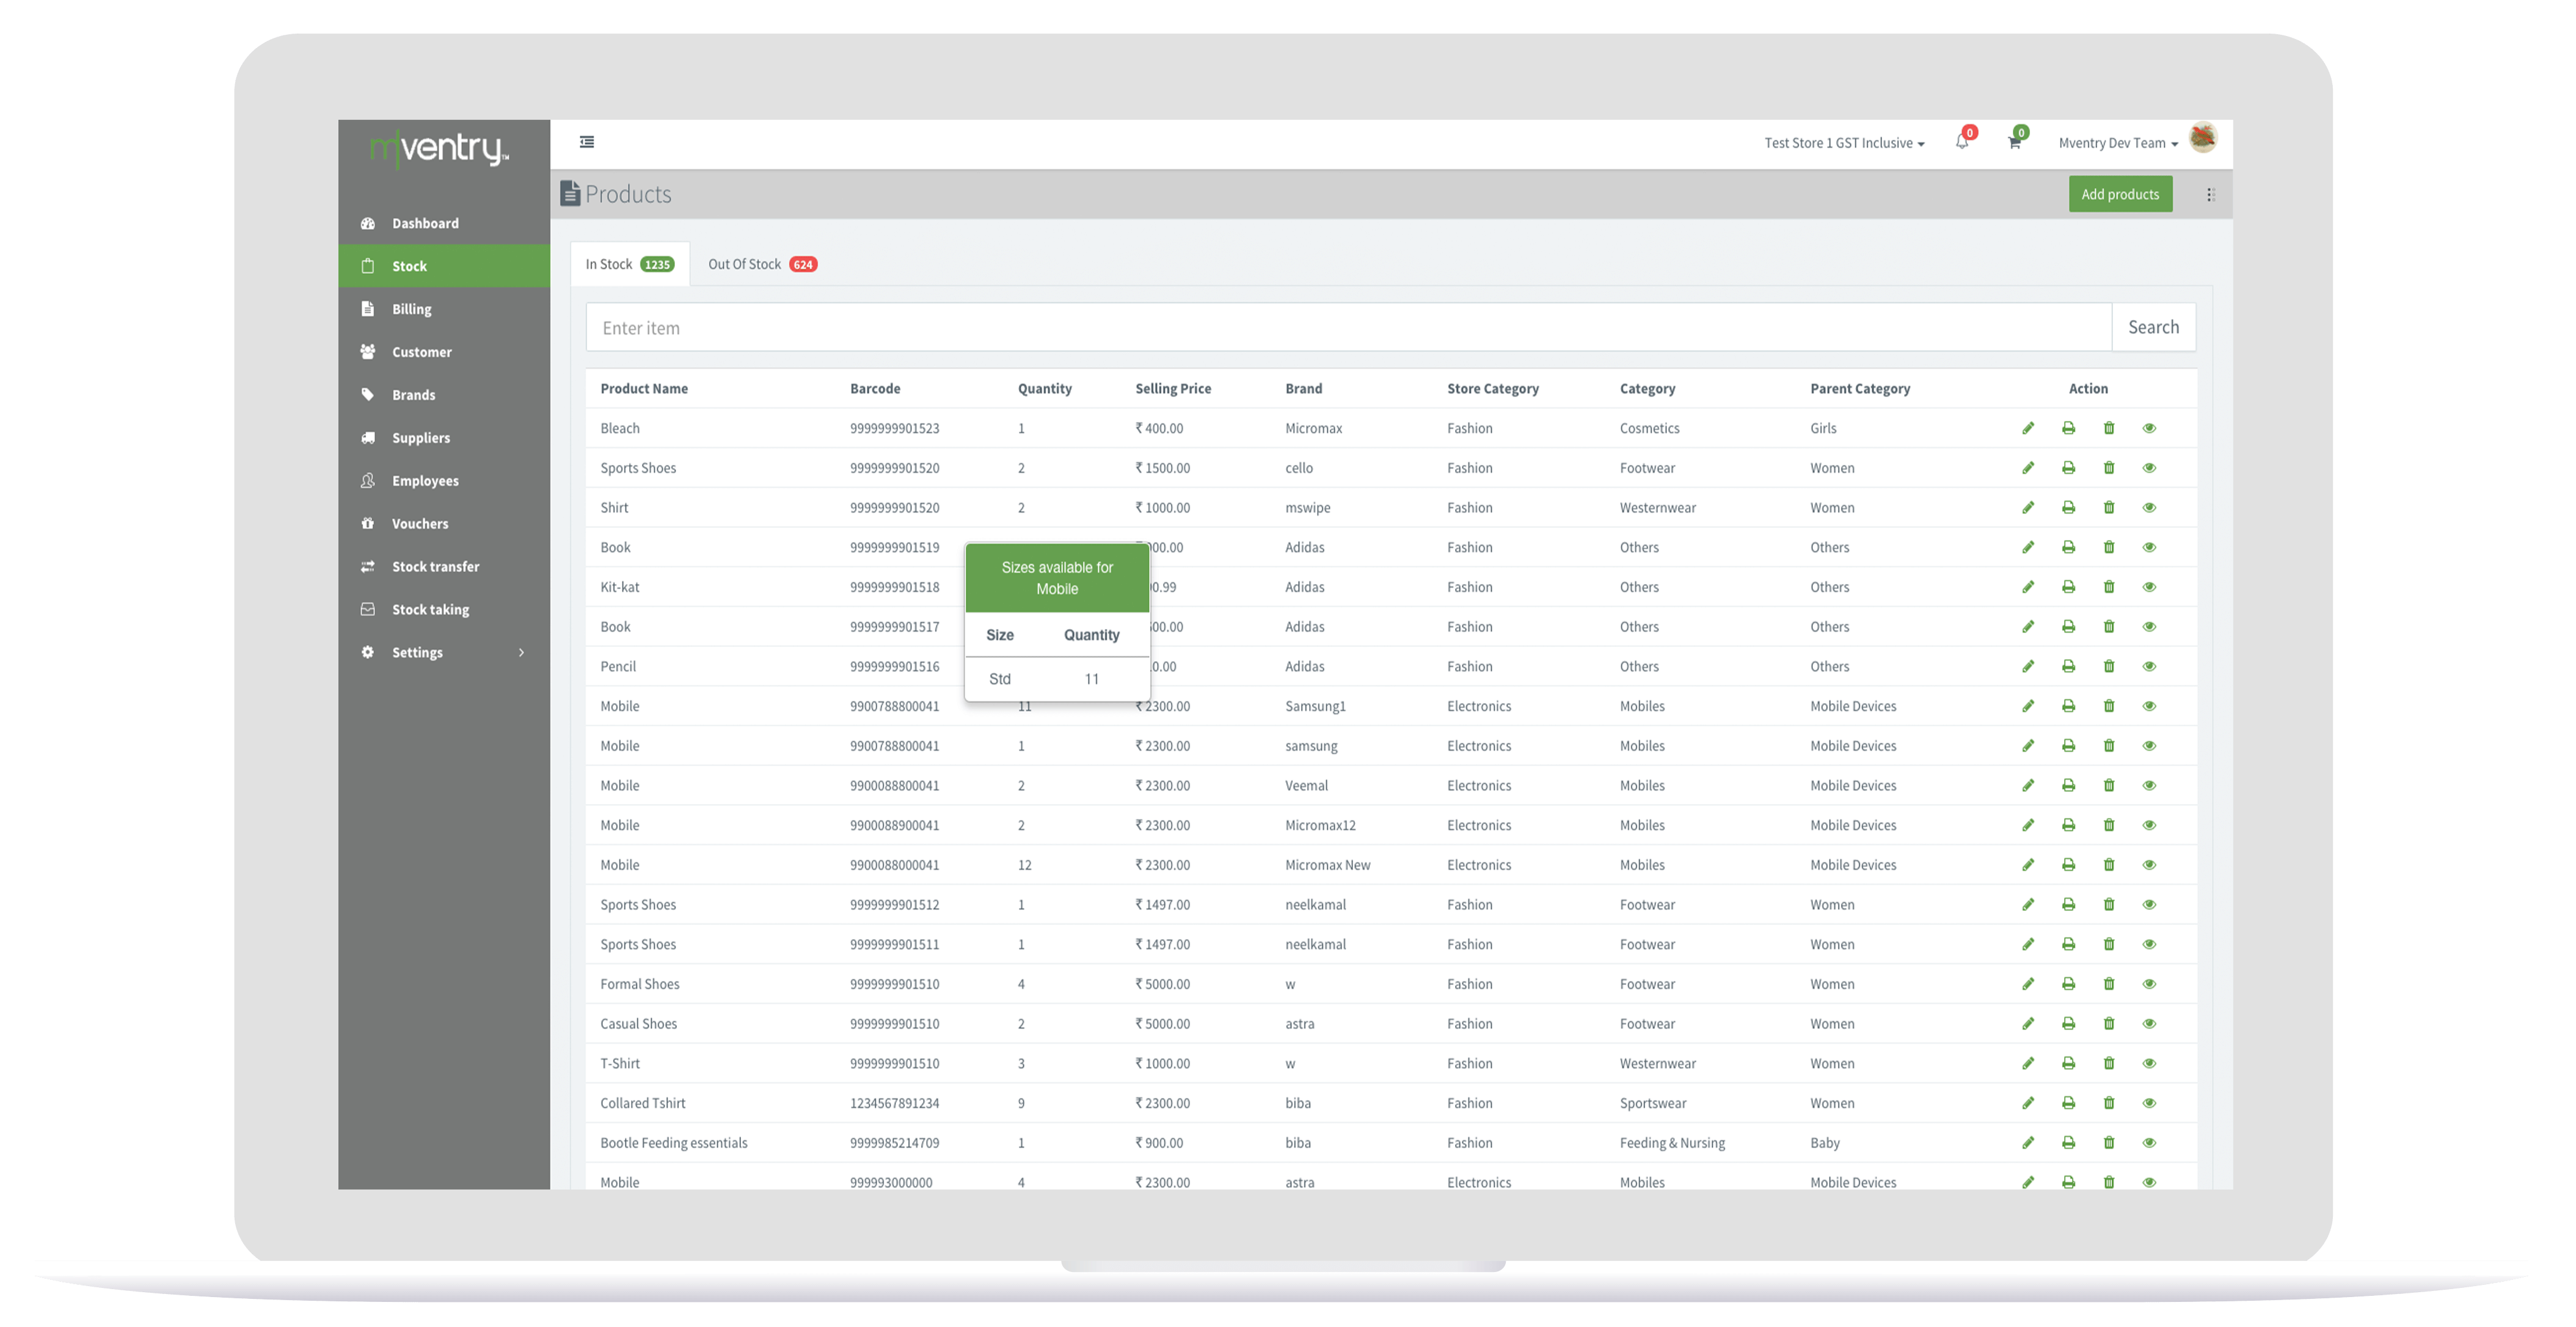 mventry™
Test Store 1 GST Inclusive
0
0
Mventry Dev Team
Products
Add products
Dashboard
Stock
Billing
Customer
Brands
Suppliers
Employees
Vouchers
Stock transfer
Stock taking
Settings
In Stock 1235
Out Of Stock 624
Enter item
Search
Product Name Barcode Quantity Selling Price Brand Store Category Category Parent Category Action
Bleach 9999999901523 1 ₹ 400.00 Micromax Fashion Cosmetics Girls
Sports Shoes 9999999901520 2 ₹ 1500.00 cello Fashion Footwear Women
Shirt 9999999901520 2 ₹ 1000.00 mswipe Fashion Westernwear Women
Book 9999999901519 00.00 Adidas Fashion Others Others
Kit-kat 9999999901518 0.99 Adidas Fashion Others Others
Book 9999999901517 00.00 Adidas Fashion Others Others
Pencil 9999999901516 0.00 Adidas Fashion Others Others
Sizes available for
Mobile
Size Quantity
Std 11
Mobile 9900788800041 11 ₹ 2300.00 Samsung1 Electronics Mobiles Mobile Devices
Mobile 9900788800041 1 ₹ 2300.00 samsung Electronics Mobiles Mobile Devices
Mobile 9900088800041 2 ₹ 2300.00 Veemal Electronics Mobiles Mobile Devices
Mobile 9900088900041 2 ₹ 2300.00 Micromax12 Electronics Mobiles Mobile Devices
Mobile 9900088000041 12 ₹ 2300.00 Micromax New Electronics Mobiles Mobile Devices
Sports Shoes 9999999901512 1 ₹ 1497.00 neelkamal Fashion Footwear Women
Sports Shoes 9999999901511 1 ₹ 1497.00 neelkamal Fashion Footwear Women
Formal Shoes 9999999901510 4 ₹ 5000.00 w Fashion Footwear Women
Casual Shoes 9999999901510 2 ₹ 5000.00 astra Fashion Footwear Women
T-Shirt 9999999901510 3 ₹ 1000.00 w Fashion Westernwear Women
Collared Tshirt 1234567891234 9 ₹ 2300.00 biba Fashion Sportswear Women
Bootle Feeding essentials 9999985214709 1 ₹ 900.00 biba Fashion Feeding & Nursing Baby
Mobile 999993000000 4 ₹ 2300.00 astra Electronics Mobiles Mobile Devices